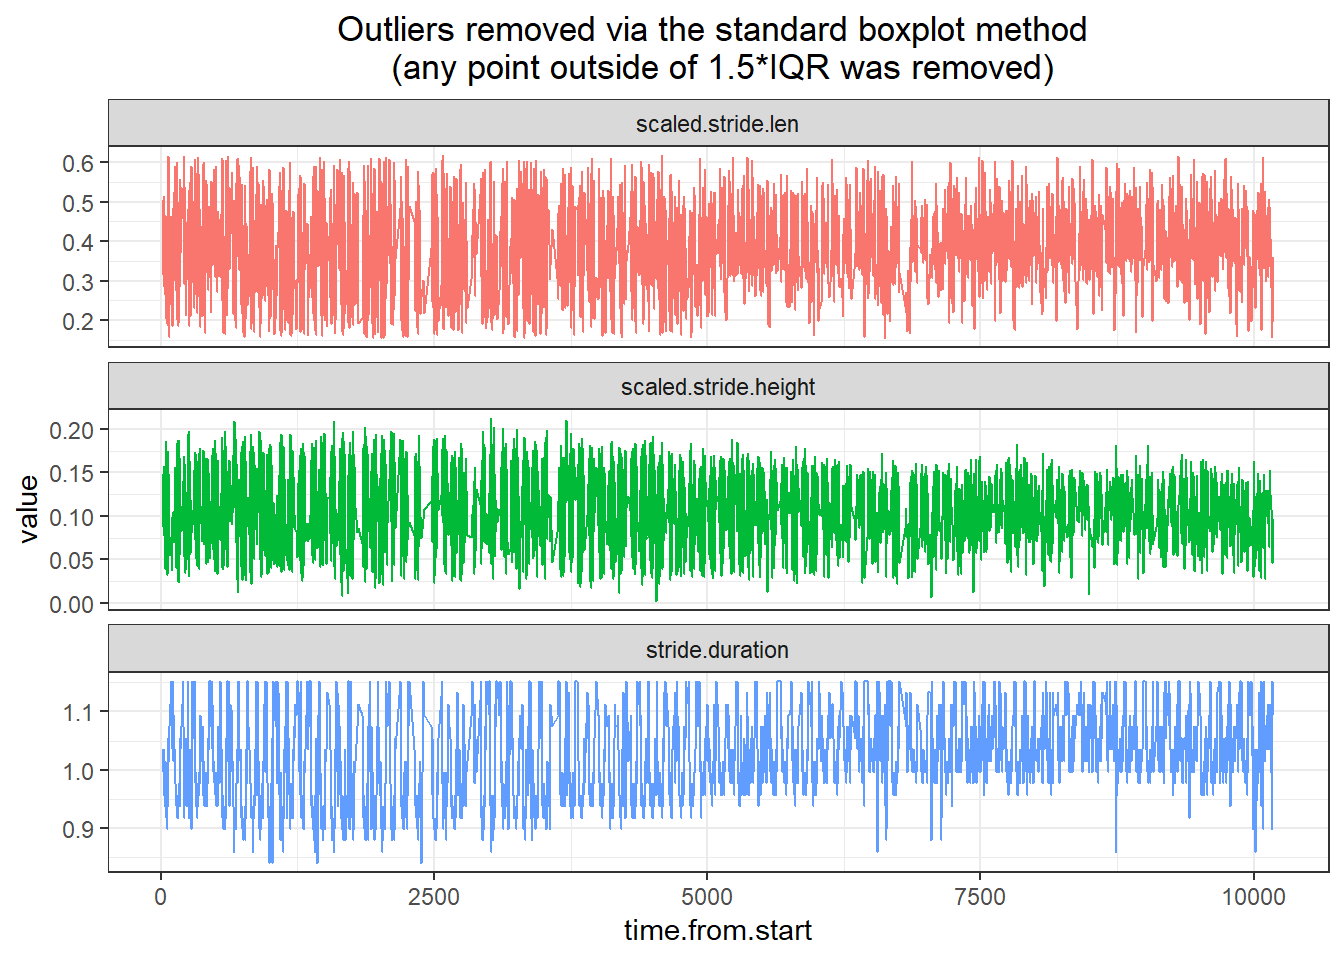 Outliers removed via the standard boxplot method
(any point outside of 1.5*IQR was removed)
scaled.stride.len
0.6
0.5
0.4
0.3
0.2
scaled.stride.height
0.20
0.15
0.10
0.05
0.00
value
stride.duration
1.1
1.0
0.9
0 2500 5000 7500 10000
time.from.start